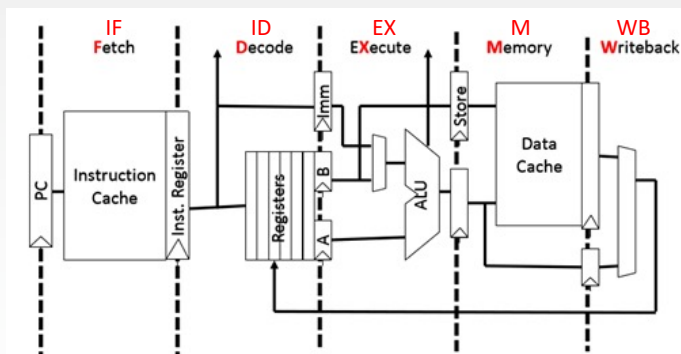 IF ID EX M WB
Fetch Decode EXecute Memory Writeback
PC
Instruction
Cache
Inst. Register
Registers
Imm
B
A
ALU
Store
Data
Cache